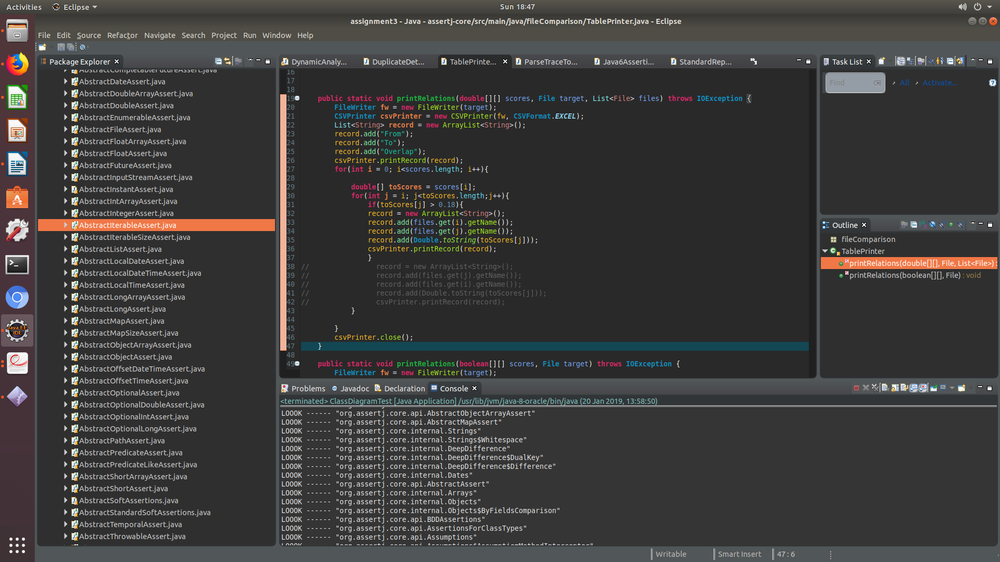 Activities
Eclipse
Sun 18:47
assignment3 - Java - assertj-core/src/main/java/fileComparison/TablePrinter.java - Eclipse
File Edit Source Refactor Navigate Search Project Run Window Help
Package Explorer
AbstractCompletableFutureAssert.java
AbstractDateAssert.java
AbstractDoubleArrayAssert.java
AbstractDoubleAssert.java
AbstractEnumerableAssert.java
AbstractFileAssert.java
AbstractFloatArrayAssert.java
AbstractFloatAssert.java
AbstractFutureAssert.java
AbstractInputStreamAssert.java
AbstractInstantAssert.java
AbstractIntArrayAssert.java
AbstractIntegerAssert.java
AbstractIterableAssert.java
AbstractIterableSizeAssert.java
AbstractListAssert.java
AbstractLocalDateAssert.java
AbstractLocalDateTimeAssert.java
AbstractLocalTimeAssert.java
AbstractLongArrayAssert.java
AbstractLongAssert.java
AbstractMapAssert.java
AbstractMapSizeAssert.java
AbstractObjectArrayAssert.java
AbstractObjectAssert.java
AbstractOffsetDateTimeAssert.java
AbstractOffsetTimeAssert.java
AbstractOptionalAssert.java
AbstractOptionalDoubleAssert.java
AbstractOptionalIntAssert.java
AbstractOptionalLongAssert.java
AbstractPathAssert.java
AbstractPredicateAssert.java
AbstractPredicateLikeAssert.java
AbstractShortArrayAssert.java
AbstractShortAssert.java
AbstractSoftAssertions.java
AbstractStandardSoftAssertions.java
AbstractTemporalAssert.java
AbstractThrowableAssert.java
Java EE
IDE
DynamicAnaly... DuplicateDet... TablePrinte... ParseTraceTo... Java6Asserti... StandardRep...
16
17
18
19 public static void printRelations(double[][] scores, File target, List<File> files) throws IOException {
20 FileWriter fw = new FileWriter(target);
21 CSVPrinter csvPrinter = new CSVPrinter(fw, CSVFormat.EXCEL);
22 List<String> record = new ArrayList<String>();
23 record.add("From");
24 record.add("To");
25 record.add("Overlap");
26 csvPrinter.printRecord(record);
27 for(int i = 0; i<scores.length; i++){
28
29 double[] toScores = scores[i];
30 for(int j = i; j<toScores.length;j++){
31 if(toScores[j] > 0.18){
32 record = new ArrayList<String>();
33 record.add(files.get(i).getName());
34 record.add(files.get(j).getName());
35 record.add(Double.toString(toScores[j]));
36 csvPrinter.printRecord(record);
37 }
38 // record = new ArrayList<String>();
39 // record.add(files.get(j).getName());
40 // record.add(files.get(i).getName());
41 // record.add(Double.toString(toScores[j]));
42 // csvPrinter.printRecord(record);
43 }
44
45 }
46 csvPrinter.close();
47 }
48
49 public static void printRelations(boolean[][] scores, File target) throws IOException {
FileWriter fw = new FileWriter(target);
Problems @ Javadoc Declaration Console
<terminated> ClassDiagramTest [Java Application] /usr/lib/jvm/java-8-oracle/bin/java (20 Jan 2019, 13:58:50)
LOOOK ------ "org.assertj.core.api.AbstractObjectArrayAssert"
LOOOK ------ "org.assertj.core.api.AbstractMapAssert"
LOOOK ------ "org.assertj.core.internal.Strings"
LOOOK ------ "org.assertj.core.internal.Strings$Whitespace"
LOOOK ------ "org.assertj.core.internal.DeepDifference"
LOOOK ------ "org.assertj.core.internal.DeepDifference$DualKey"
LOOOK ------ "org.assertj.core.internal.DeepDifference$Difference"
LOOOK ------ "org.assertj.core.internal.Dates"
LOOOK ------ "org.assertj.core.api.AbstractAssert"
LOOOK ------ "org.assertj.core.internal.Arrays"
LOOOK ------ "org.assertj.core.internal.Objects"
LOOOK ------ "org.assertj.core.internal.Objects$ByFieldsComparison"
LOOOK ------ "org.assertj.core.api.BDDAssertions"
LOOOK ------ "org.assertj.core.api.AssertionsForClassTypes"
LOOOK ------ "org.assertj.core.api.Assumptions"
LOOOK ------ "org.assertj.core.api.Assumptions$AssumptionMethodInterceptor"
Task List
Find
All
Activate...
Outline
fileComparison
TablePrinter
printRelations(double[][], File, List<File>) :
printRelations(boolean[][], File) : void
Writable
Smart Insert
47 : 6